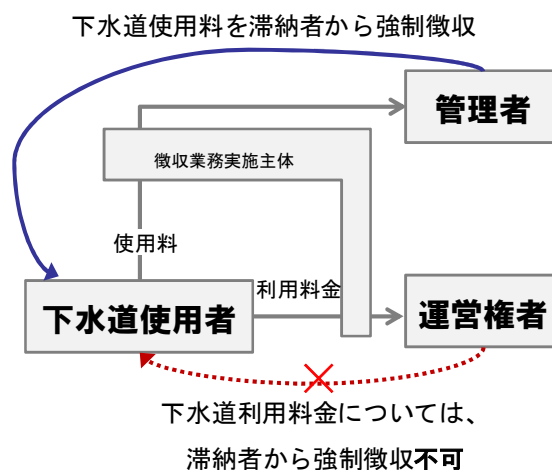 下水道使用料を滞納者から強制徴収
管理者
徴収業務実施主体
使用料
利用料金
下水道使用者
運営権者
下水道利用料金については、
滞納者から強制徴収不可